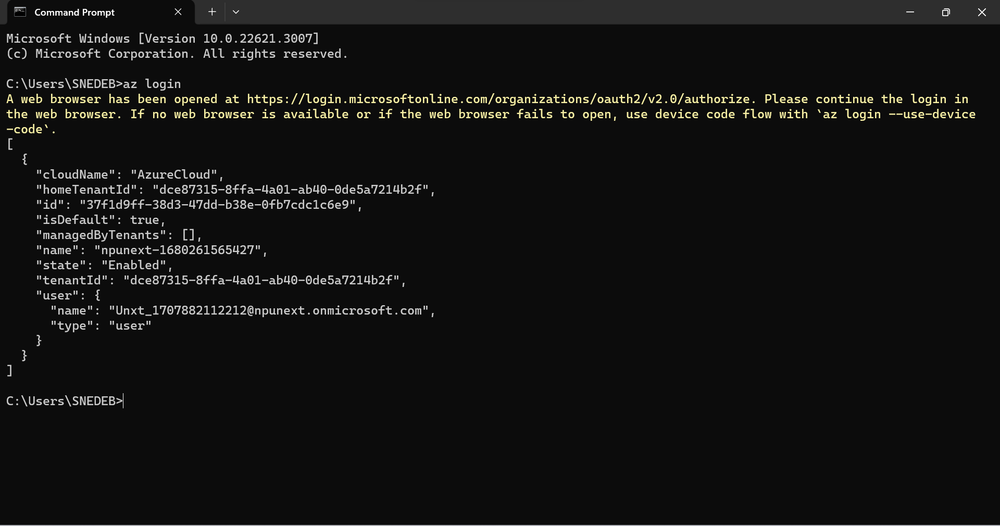 Command Prompt
Microsoft Windows [Version 10.0.22621.3007]
(c) Microsoft Corporation. All rights reserved.
C:\Users\SNEDEB>az login
A web browser has been opened at https://login.microsoftonline.com/organizations/oauth2/v2.0/authorize. Please continue the login in
the web browser. If no web browser is available or if the web browser fails to open, use device code flow with `az login --use-device
-code`.
[
  {
    "cloudName": "AzureCloud",
    "homeTenantId": "dce87315-8ffa-4a01-ab40-0de5a7214b2f",
    "id": "37f1d9ff-38d3-47dd-b38e-0fb7cdc1c6e9",
    "isDefault": true,
    "managedByTenants": [],
    "name": "npunext-1680261565427",
    "state": "Enabled",
    "tenantId": "dce87315-8ffa-4a01-ab40-0de5a7214b2f",
    "user": {
      "name": "Unxt_1707882112212@npunext.onmicrosoft.com",
      "type": "user"
    }
  }
]
C:\Users\SNEDEB>